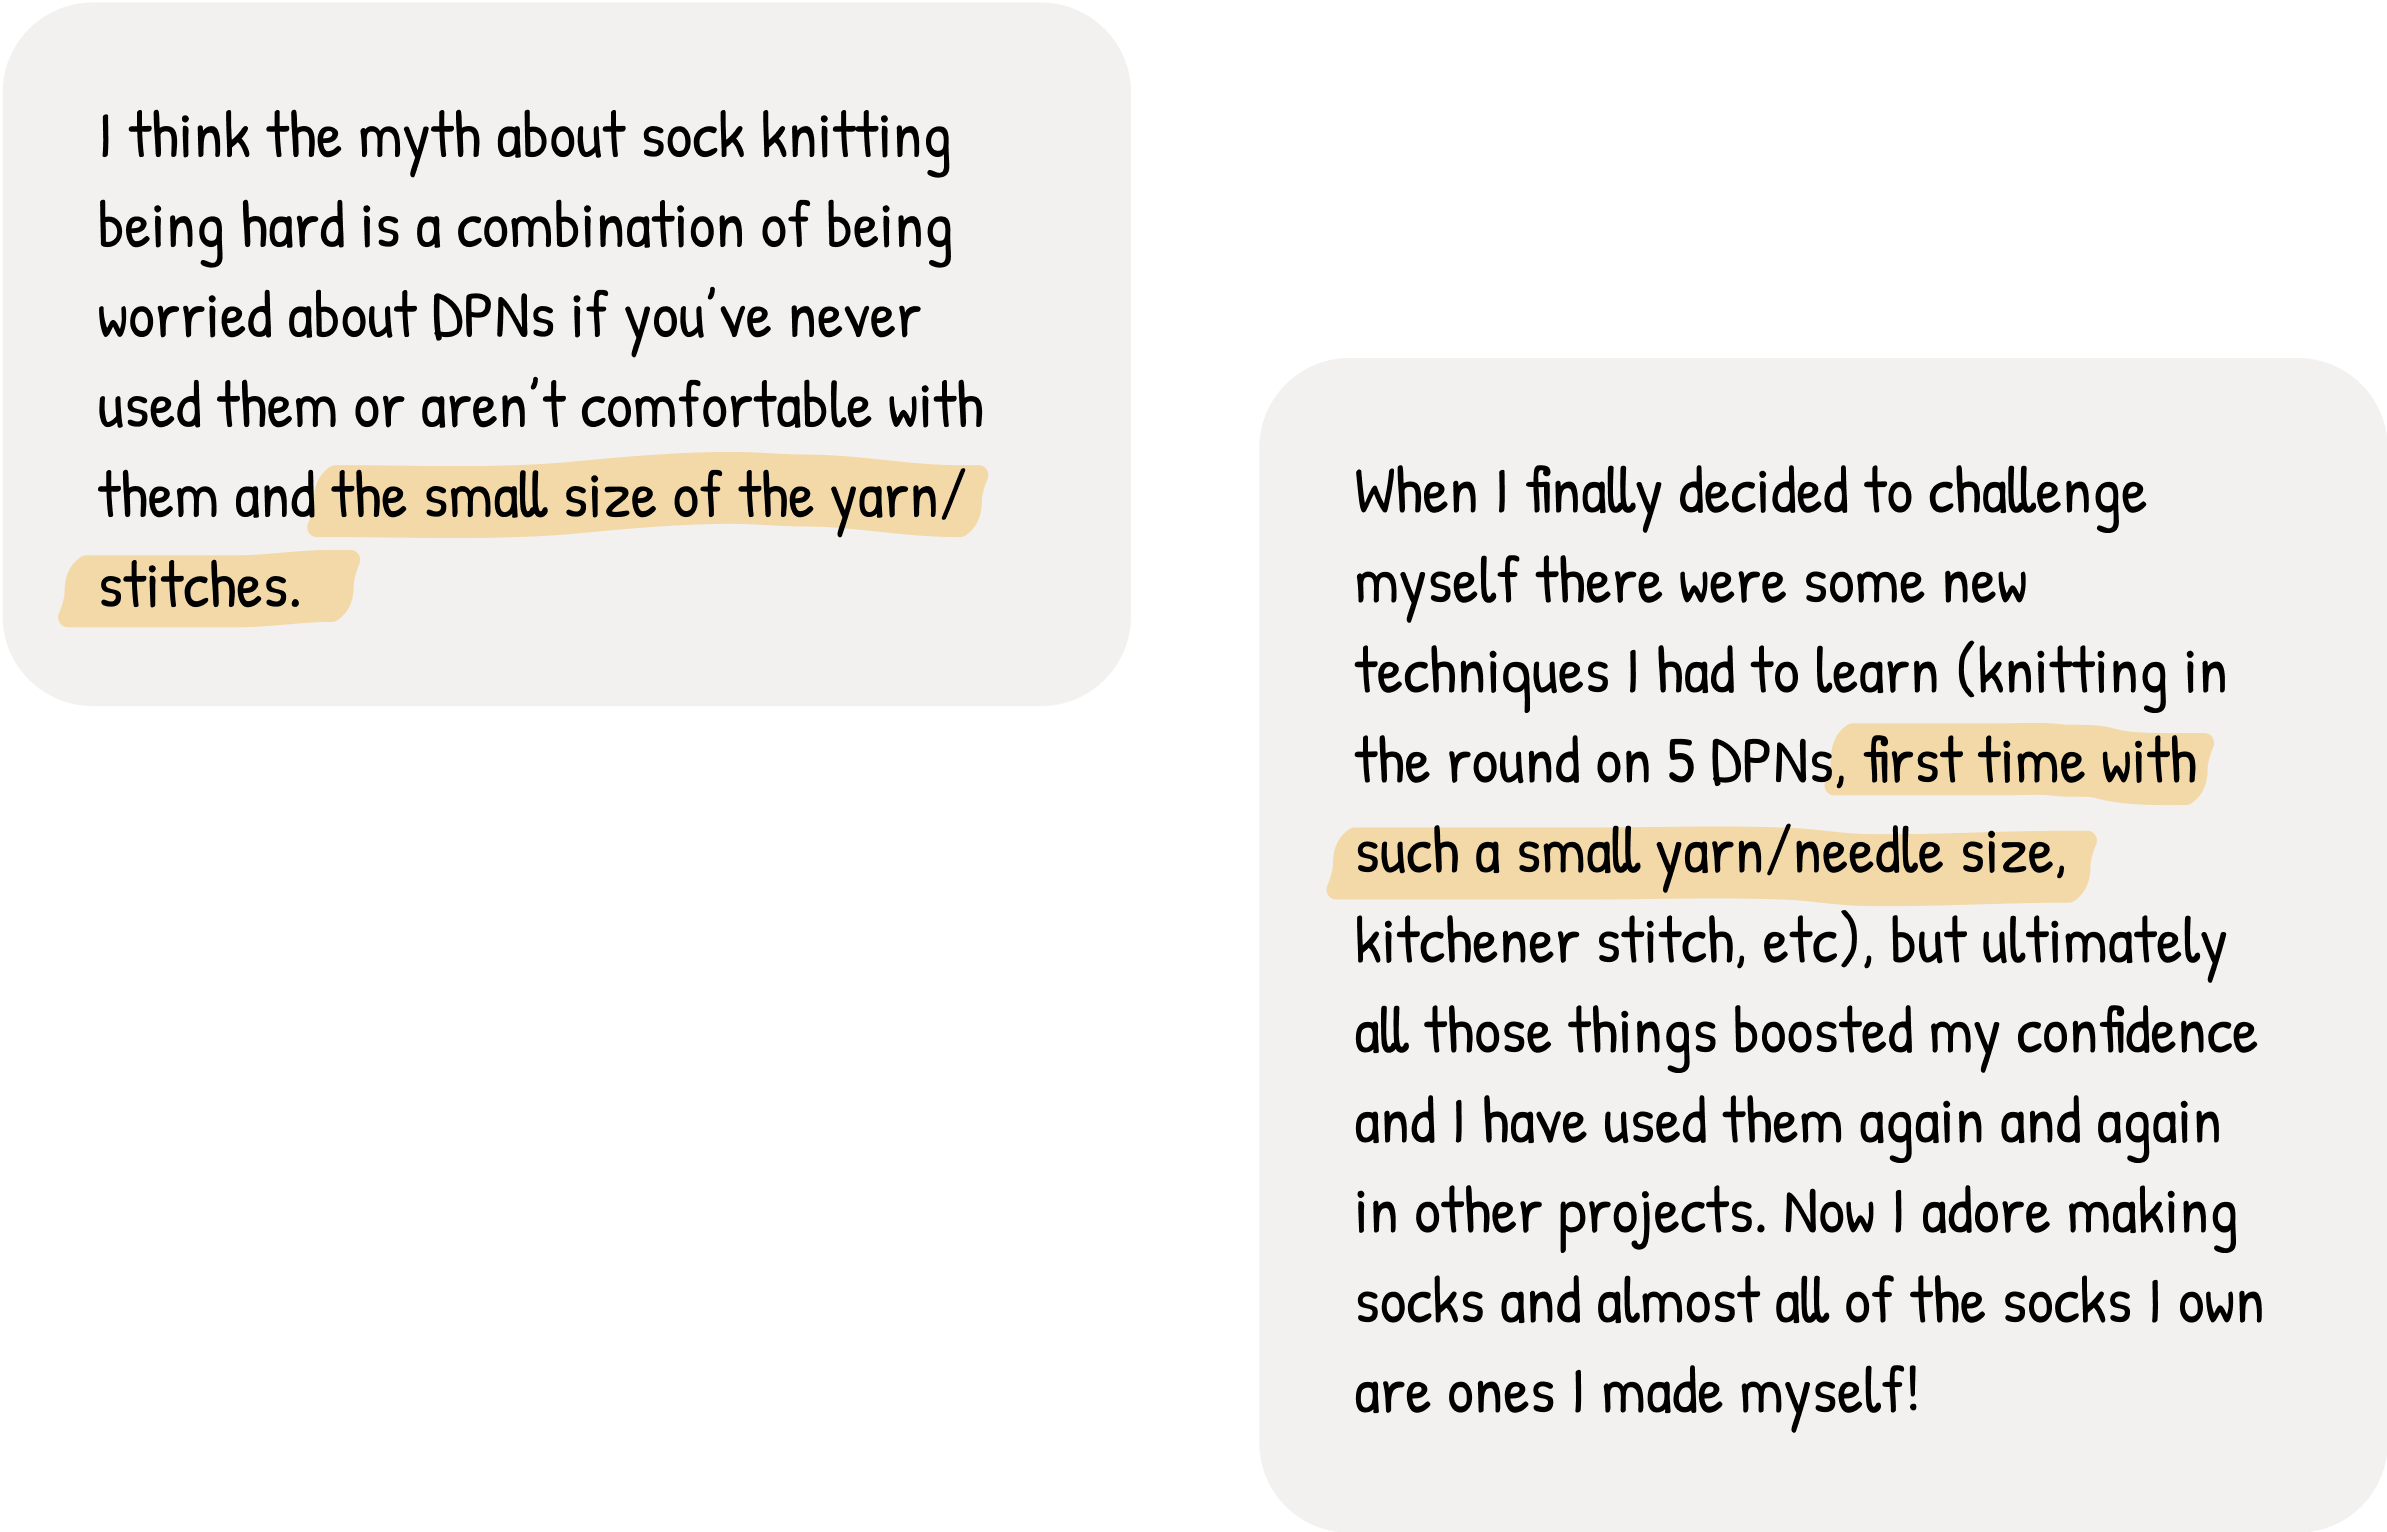 I think the myth about sock knitting
being hard is a combination of being
worried about DPNs if you've never
used them or aren't comfortable with
them and the small size of the yarn/
stitches.
When I finally decided to challenge
myself there were some new
techniques I had to learn (knitting in
the round on 5 DPNs, first time with
such a small yarn/needle size,
kitchener stitch, etc), but ultimately
all those things boosted my confidence
and I have used them again and again
in other projects. Now I adore making
socks and almost all of the socks I own
are ones I made myself!